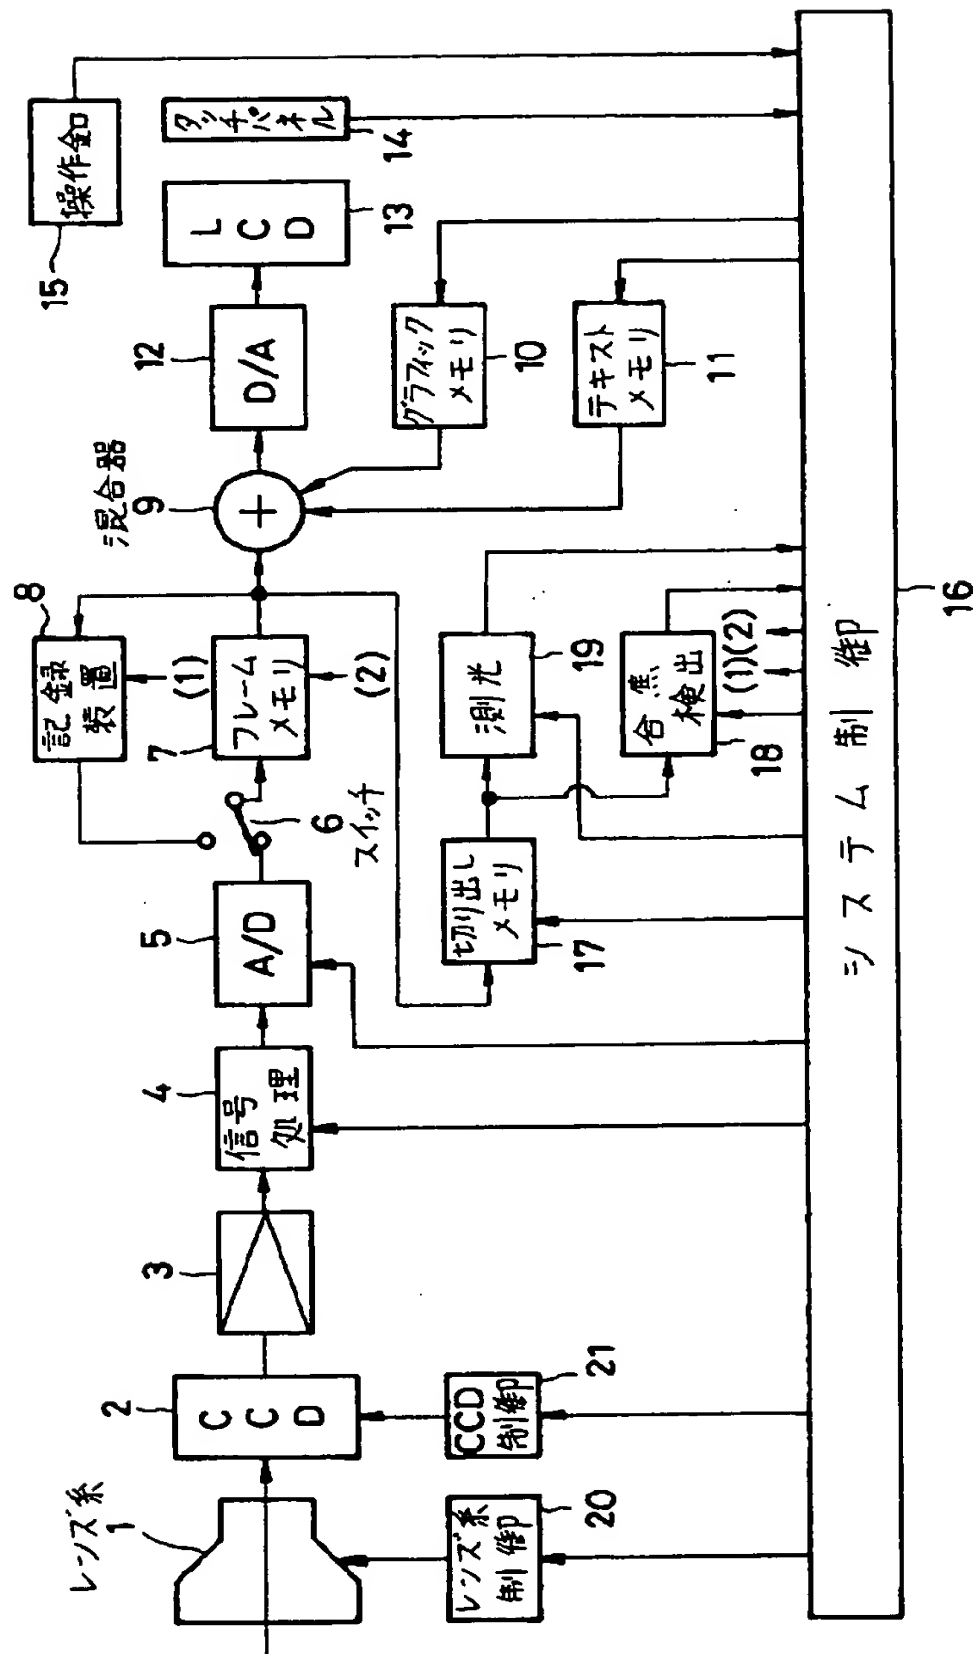 レンズ系
1
CCD
2
3
信号
処理
4
A/D
5
スイッチ
6
フレーム
メモリ
7
(2)
記録
装置
8
(1)
混合器
9
+
D/A
12
LCD
13
タッチパネル
14
操作釦
15
グラフィック
メモリ
10
テキスト
メモリ
11
切り出し
メモリ
17
測光
19
合焦
検出
18
(1)(2)
レンズ系
制御
20
CCD
制御
21
システム制御
16